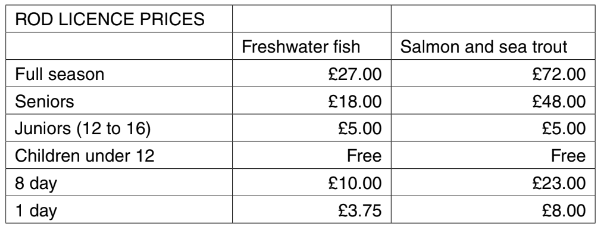 ROD LICENCE PRICES
Freshwater fish Salmon and sea trout
Full season £27.00 £72.00
Seniors £18.00 £48.00
Juniors (12 to 16) £5.00 £5.00
Children under 12 Free Free
8 day £10.00 £23.00
1 day £3.75 £8.00